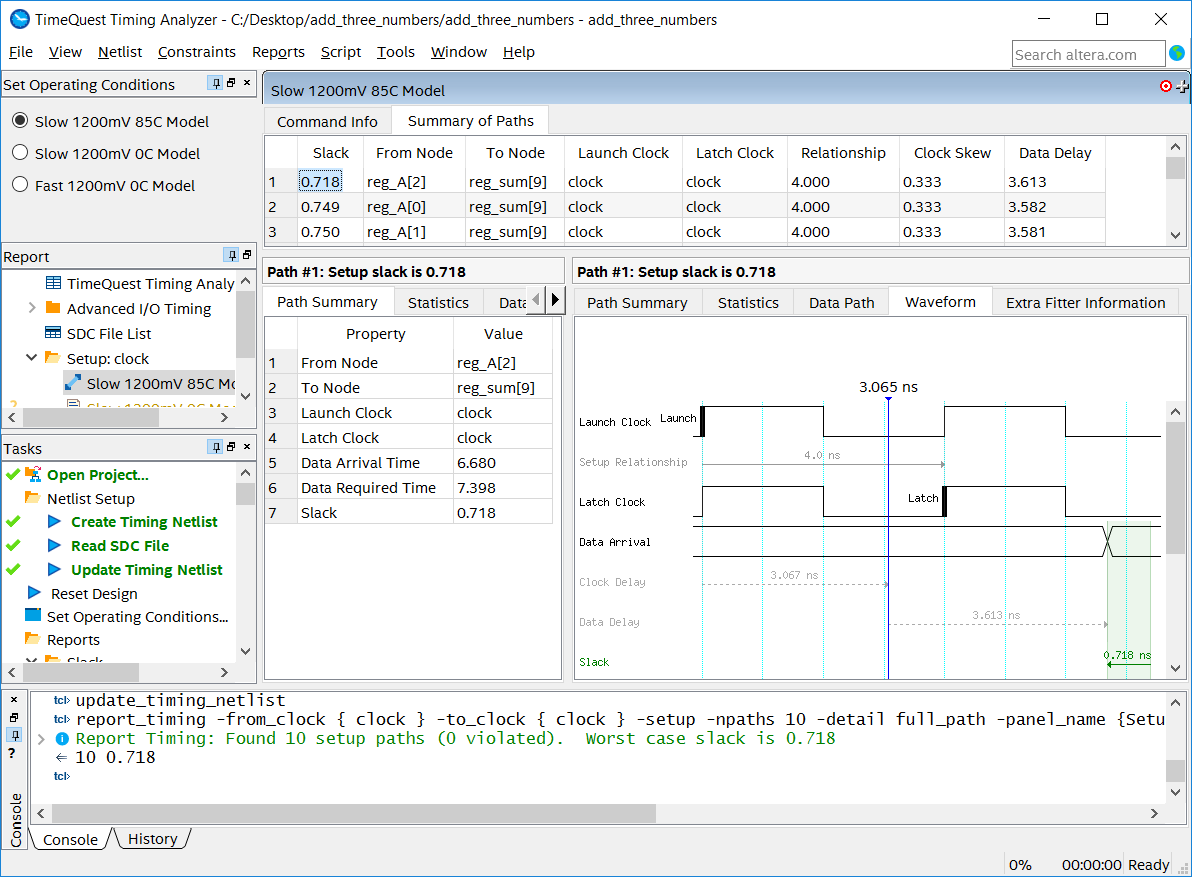 TimeQuest Timing Analyzer - C:/Desktop/add_three_numbers/add_three_numbers - add_three_numbers
File View Netlist Constraints Reports Script Tools Window Help
Search altera.com
Set Operating Conditions
Slow 1200mV 85C Model
Slow 1200mV 0C Model
Fast 1200mV 0C Model
Report
TimeQuest Timing Analy
Advanced I/O Timing
SDC File List
Setup: clock
Slow 1200mV 85C Mo
Tasks
Open Project...
Netlist Setup
Create Timing Netlist
Read SDC File
Update Timing Netlist
Reset Design
Set Operating Conditions...
Reports
Slack
Slow 1200mV 85C Model
Command Info Summary of Paths
Slack From Node To Node Launch Clock Latch Clock Relationship Clock Skew Data Delay
1 0.718 reg_A[2] reg_sum[9] clock clock 4.000 0.333 3.613
2 0.749 reg_A[0] reg_sum[9] clock clock 4.000 0.333 3.582
3 0.750 reg_A[1] reg_sum[9] clock clock 4.000 0.333 3.581
Path #1: Setup slack is 0.718
Path Summary Statistics Data
Property Value
1 From Node reg_A[2]
2 To Node reg_sum[9]
3 Launch Clock clock
4 Latch Clock clock
5 Data Arrival Time 6.680
6 Data Required Time 7.398
7 Slack 0.718
Path #1: Setup slack is 0.718
Path Summary Statistics Data Path Waveform Extra Fitter Information
3.065 ns
Launch Clock Launch
Setup Relationship 4.0 ns
Latch Clock Latch
Data Arrival
Clock Delay 3.067 ns
Data Delay 3.613 ns
Slack 0.718 ns
Console
tcl> update_timing_netlist
tcl> report_timing -from_clock { clock } -to_clock { clock } -setup -npaths 10 -detail full_path -panel_name {Setu
Report Timing: Found 10 setup paths (0 violated).  Worst case slack is 0.718
10 0.718
tcl>
Console History
0% 00:00:00 Ready